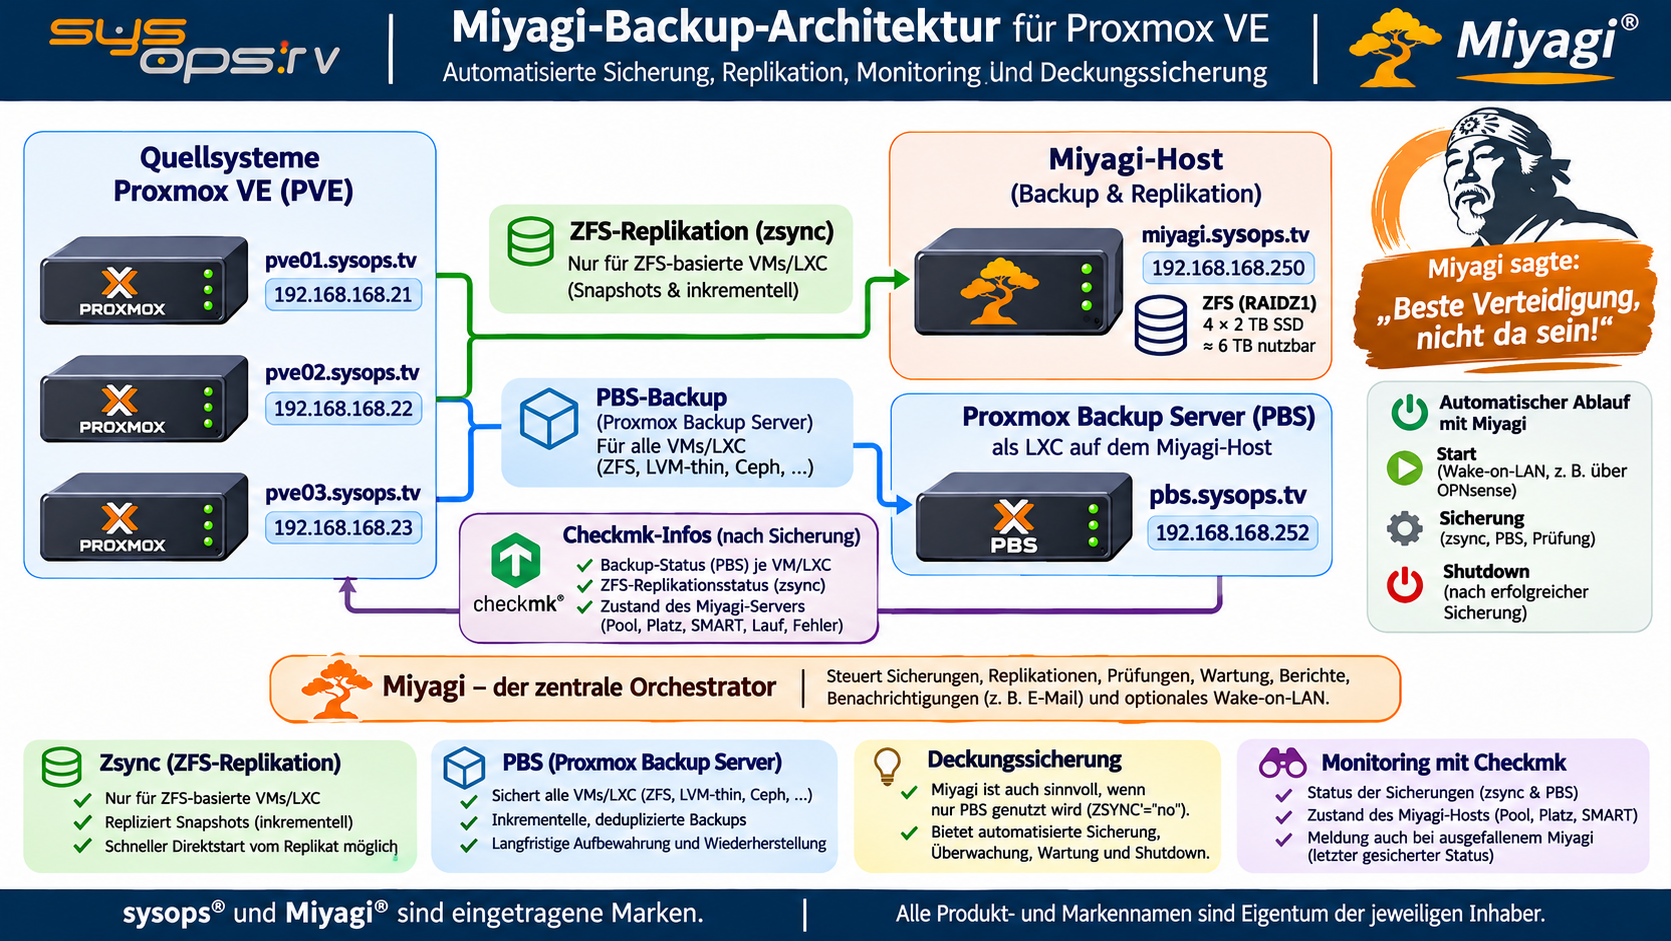 sys
ops:rv
Miyagi-Backup-Architektur für Proxmox VE
Automatisierte Sicherung, Replikation, Monitoring und Deckungssicherung
Miyagi®
Quellsysteme
Proxmox VE (PVE)
PROXMOX
pve01.sysops.tv
192.168.168.21
PROXMOX
pve02.sysops.tv
192.168.168.22
PROXMOX
pve03.sysops.tv
192.168.168.23
ZFS-Replikation (zsync)
Nur für ZFS-basierte VMs/LXC
(Snapshots & inkrementell)
PBS-Backup
(Proxmox Backup Server)
Für alle VMs/LXC
(ZFS, LVM-thin, Ceph, ...)
Checkmk-Infos (nach Sicherung)
Backup-Status (PBS) je VM/LXC
ZFS-Replikationsstatus (zsync)
Zustand des Miyagi-Servers
(Pool, Platz, SMART, Lauf, Fehler)
checkmk®
Miyagi-Host
(Backup & Replikation)
miyagi.sysops.tv
192.168.168.250
ZFS (RAIDZ1)
4 × 2 TB SSD
≈ 6 TB nutzbar
Proxmox Backup Server (PBS)
als LXC auf dem Miyagi-Host
PBS
pbs.sysops.tv
192.168.168.252
Miyagi sagte:
„Beste Verteidigung,
nicht da sein!“
Automatischer Ablauf
mit Miyagi
Start
(Wake-on-LAN, z. B. über
OPNsense)
Sicherung
(zsync, PBS, Prüfung)
Shutdown
(nach erfolgreicher
Sicherung)
Miyagi – der zentrale Orchestrator
Steuert Sicherungen, Replikationen, Prüfungen, Wartung, Berichte,
Benachrichtigungen (z. B. E-Mail) und optionales Wake-on-LAN.
Zsync (ZFS-Replikation)
Nur für ZFS-basierte VMs/LXC
Repliziert Snapshots (inkrementell)
Schneller Direktstart vom Replikat möglich
PBS (Proxmox Backup Server)
Sichert alle VMs/LXC (ZFS, LVM-thin, Ceph, ...)
Inkrementelle, deduplizierte Backups
Langfristige Aufbewahrung und Wiederherstellung
Deckungssicherung
Miyagi ist auch sinnvoll, wenn
nur PBS genutzt wird (ZSYNC'="no").
Bietet automatisierte Sicherung,
Überwachung, Wartung und Shutdown.
Monitoring mit Checkmk
Status der Sicherungen (zsync & PBS)
Zustand des Miyagi-Hosts (Pool, Platz, SMART)
Meldung auch bei ausgefallenem Miyagi
(letzter gesicherter Status)
sysops® und Miyagi® sind eingetragene Marken.
Alle Produkt- und Markennamen sind Eigentum der jeweiligen Inhaber.